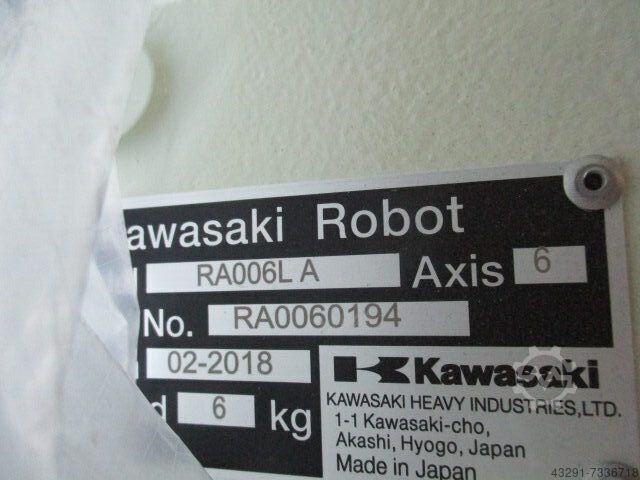 awasaki Robot
RA006L A Axis 6
No. RA0060194
02-2018
d 6 kg
Kawasaki
KAWASAKI HEAVY INDUSTRIES,LTD.
1-1 Kawasaki-cho,
Akashi, Hyogo, Japan
Made in Japan
43291-7336718